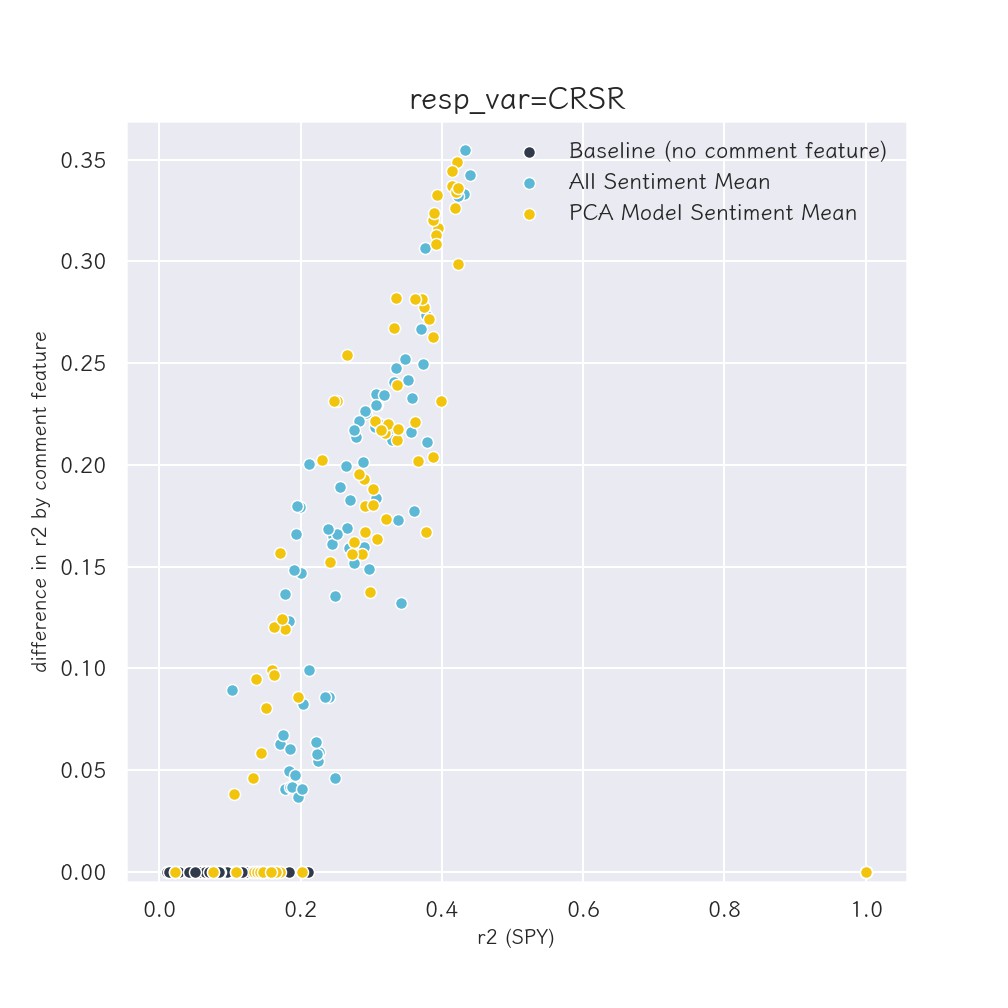 resp_var=CRSR
Baseline (no comment feature)
All Sentiment Mean
PCA Model Sentiment Mean
difference in r2 by comment feature
0.35
0.30
0.25
0.20
0.15
0.10
0.05
0.00
0.0 0.2 0.4 0.6 0.8 1.0
r2 (SPY)